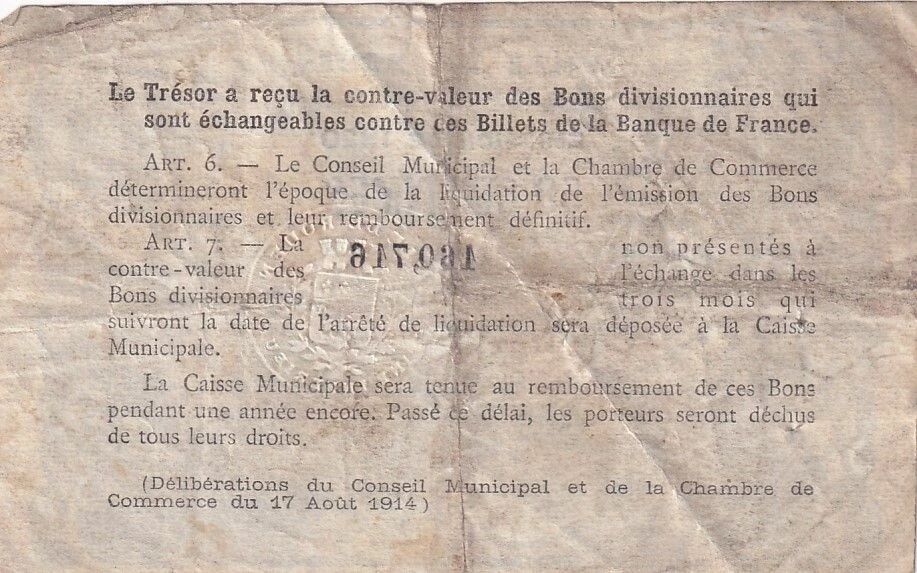 Le Trésor a reçu la contre-valeur des Bons divisionnaires qui
sont échangeables contre des Billets de la Banque de France.
ART. 6. — Le Conseil Municipal et la Chambre de Commerce
détermineront l'époque de la liquidation de l'émission des Bons
divisionnaires et leur remboursement définitif.
ART. 7. — La non présentés à
contre-valeur des l'échange dans les
Bons divisionnaires trois mois qui
suivront la date de l'arrêté de liquidation sera déposée à la Caisse
Municipale.
La Caisse Municipale sera tenue au remboursement de ces Bons
pendant une année encore. Passé ce délai, les porteurs seront déchus
de tous leurs droits.
(Délibérations du Conseil Municipal et de la Chambre de
Commerce du 17 Août 1914)